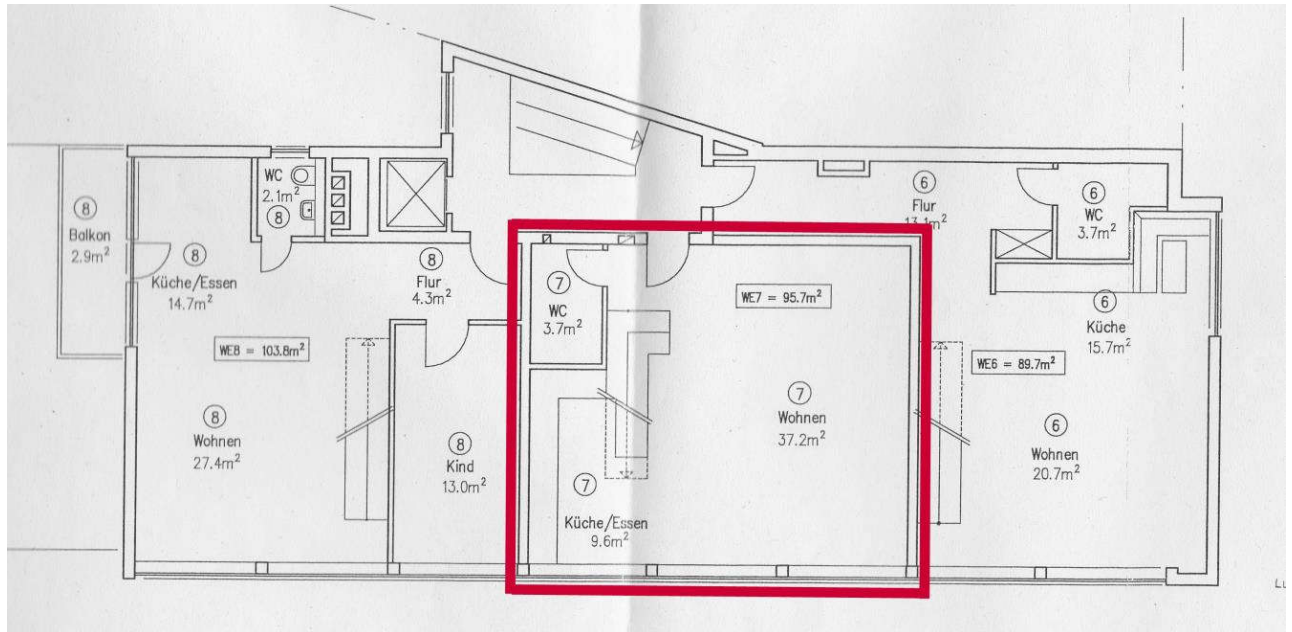 8
Balkon
2.9m²
8
Küche/Essen
14.7m²
WC
2.1m²
8
8
Flur
4.3m²
WE8 = 103.8m²
8
Wohnen
27.4m²
8
Kind
13.0m²
7
WC
3.7m²
7
Küche/Essen
9.6m²
WE7 = 95.7m²
7
Wohnen
37.2m²
6
Flur
13.1m²
6
WC
3.7m²
6
Küche
15.7m²
WE6 = 89.7m²
6
Wohnen
20.7m²